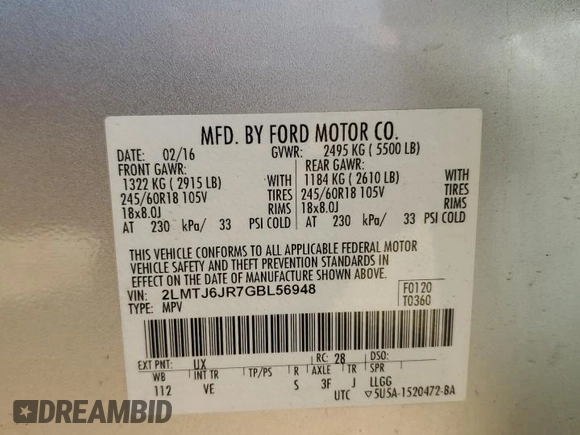 MFD. BY FORD MOTOR CO.
DATE: 02/16 GVWR: 2495 KG ( 5500 LB)
FRONT GAWR: REAR GAWR:
1322 KG ( 2915 LB) WITH 1184 KG ( 2610 LB) WITH
245/60R18 105V TIRES 245/60R18 105V TIRES
18x8.0J RIMS 18x8.0J RIMS
AT 230 kPa/ 33 PSI COLD AT 230 kPa/ 33 PSI COLD
THIS VEHICLE CONFORMS TO ALL APPLICABLE FEDERAL MOTOR
VEHICLE SAFETY AND THEFT PREVENTION STANDARDS IN
EFFECT ON THE DATE OF MANUFACTURE SHOWN ABOVE.
VIN: 2LMTJ6JR7GBL56948 F0120
TYPE: MPV T0360
EXT PNT: UX RC: 28 DSO:
WB INT TR TP/PS R AXLE TR SPR
112 VE S 3F J LLGG
UTC ▽5U5A-1520472-BA
DREAMBID